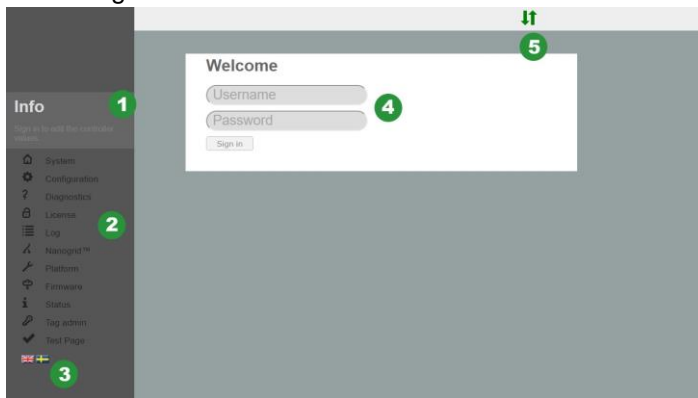 Info
1
Sign in to edit the controller
values.
System
Configuration
Diagnostics
License
Log
2
Nanogrid™
Platform
Firmware
Status
Tag admin
Test Page
3
Welcome
Username
Password
4
Sign in
5